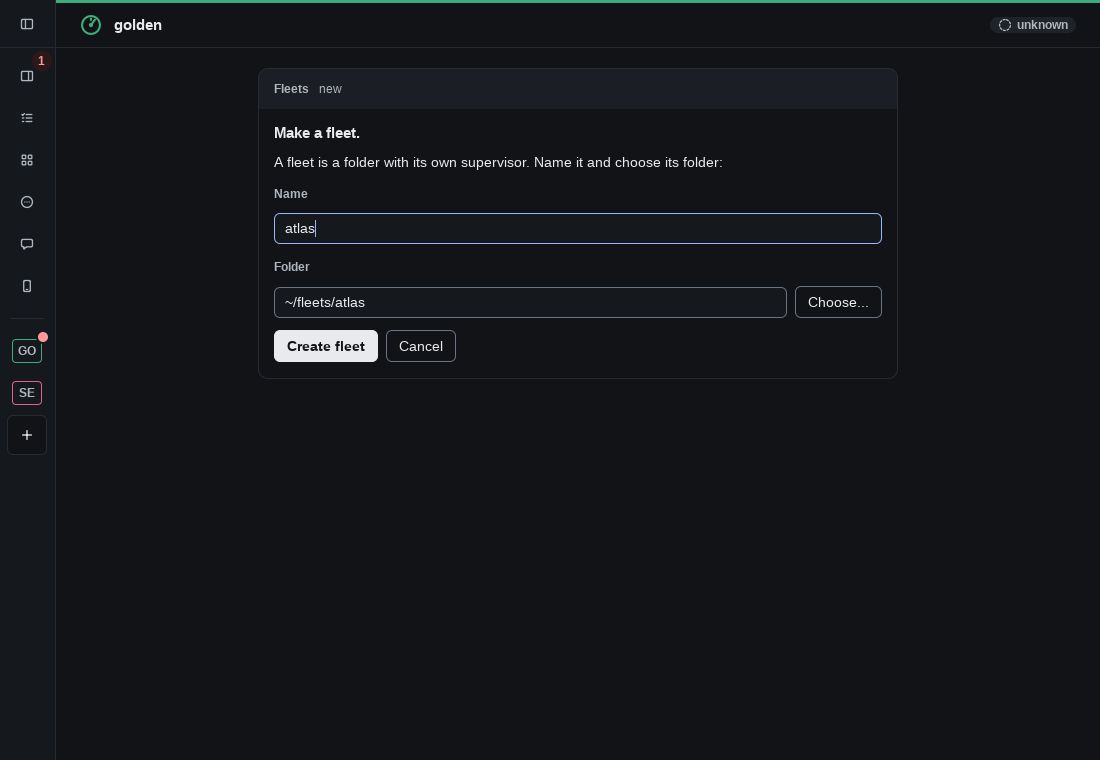 golden
unknown
1
Fleets new
Make a fleet.
A fleet is a folder with its own supervisor. Name it and choose its folder:
Name
atlas
Folder
~/fleets/atlas
Choose...
Create fleet
Cancel
GO
SE